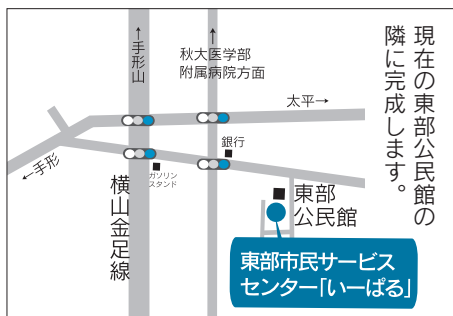 現在の東部公民館の
隣に完成します。
←手形山
秋大医学部
附属病院方面
↑
太平→
銀行
←手形
ガソリン
スタンド
横山金足線
東部
公民館
東部市民サービス
センター「いーぱる」